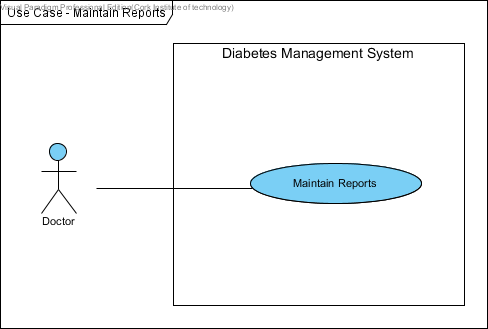 Visual Paradigm Professional Edition(Cork Institute of technology)
Use Case - Maintain Reports
Diabetes Management System
Maintain Reports
Doctor